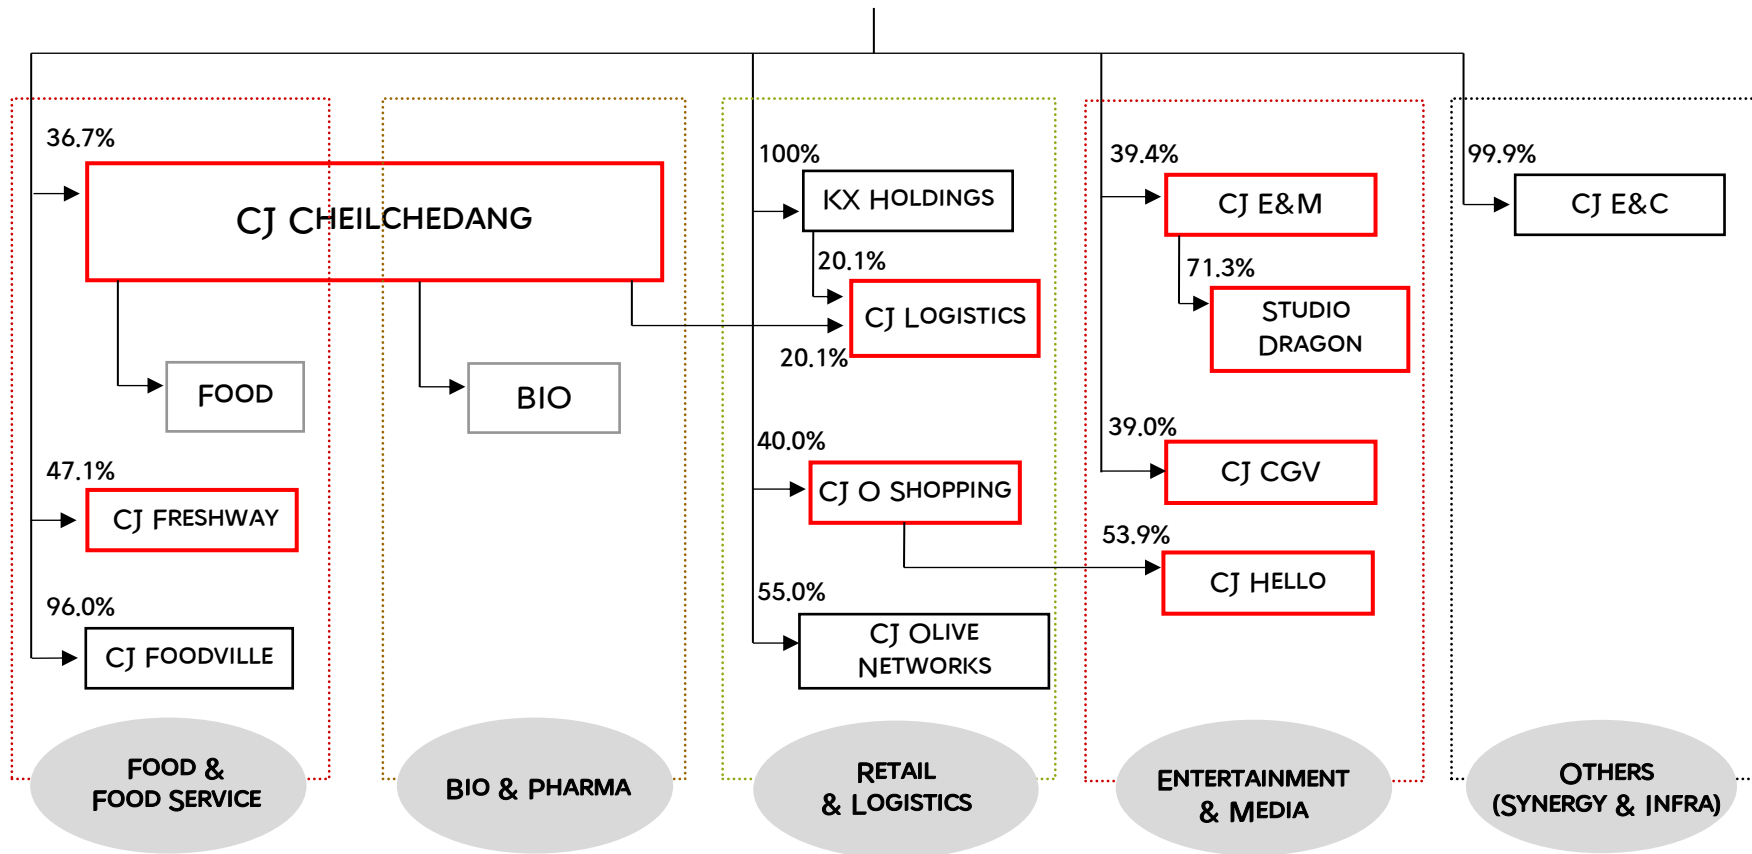 36.7%
CJ CHEILCHEDANG
FOOD
BIO
47.1%
CJ FRESHWAY
96.0%
CJ FOODVILLE
100%
KX HOLDINGS
20.1%
CJ LOGISTICS
20.1%
40.0%
CJ O SHOPPING
55.0%
CJ OLIVE
NETWORKS
39.4%
CJ E&M
71.3%
STUDIO
DRAGON
39.0%
CJ CGV
53.9%
CJ HELLO
99.9%
CJ E&C
FOOD &
FOOD SERVICE
BIO & PHARMA
RETAIL
& LOGISTICS
ENTERTAINMENT
& MEDIA
OTHERS
(SYNERGY & INFRA)